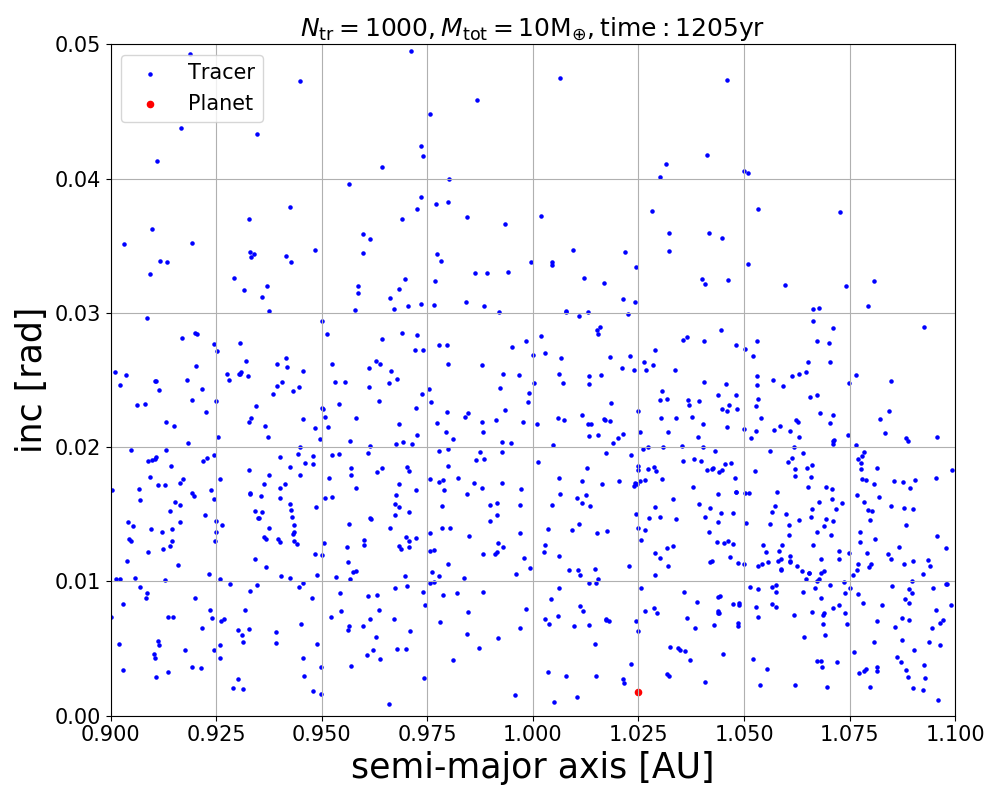 N_tr = 1000, M_tot = 10M_⊕, time : 1205yr
Tracer
Planet
inc [rad]
0.05
0.04
0.03
0.02
0.01
0.00
0.900 0.925 0.950 0.975 1.000 1.025 1.050 1.075 1.100
semi-major axis [AU]